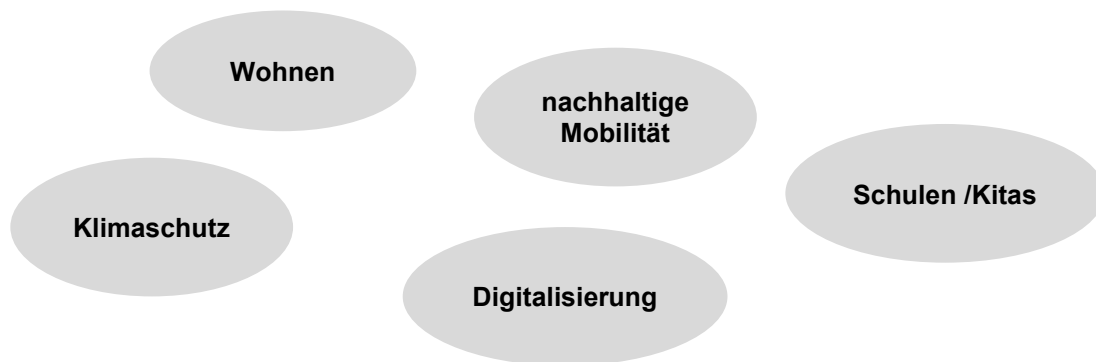 Wohnen
nachhaltige
Mobilität
Schulen /Kitas
Klimaschutz
Digitalisierung